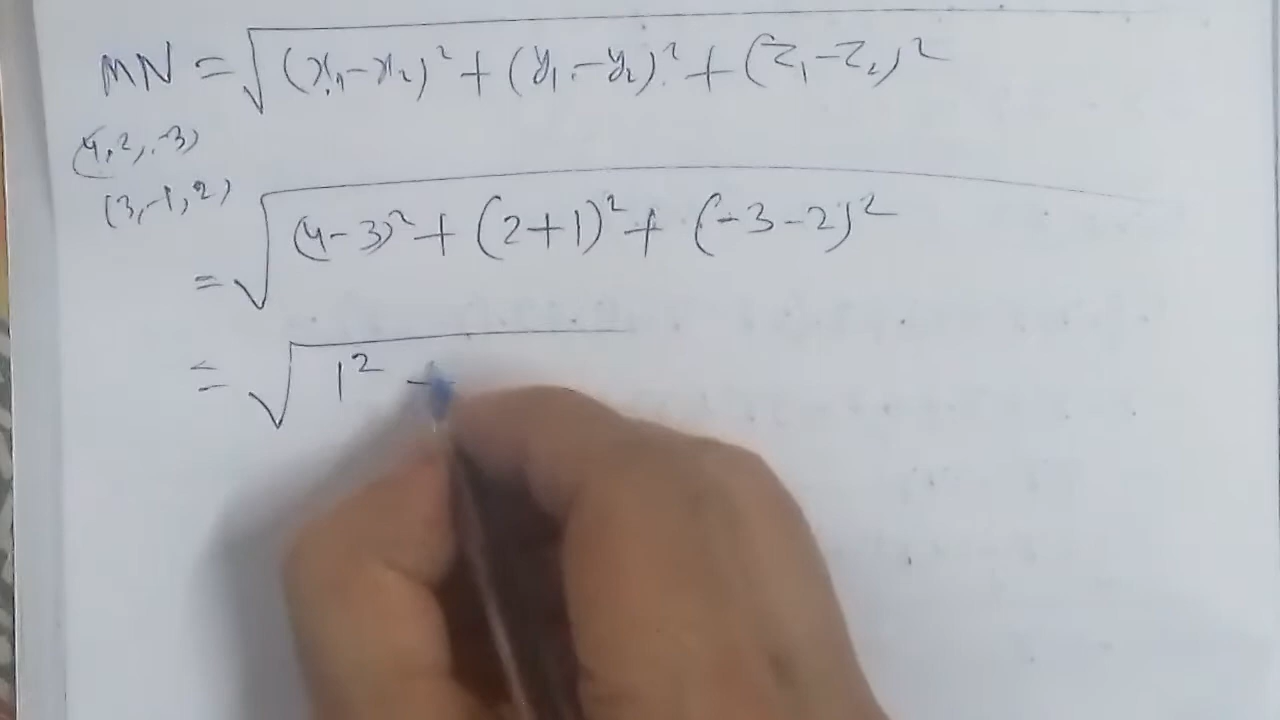 MN = √(x₁-x₂)² + (y₁-y₂)² + (z₁-z₂)²
(4,2,-3)
(3,-1,2)
= √(4-3)² + (2+1)² + (-3-2)²
= √1² +